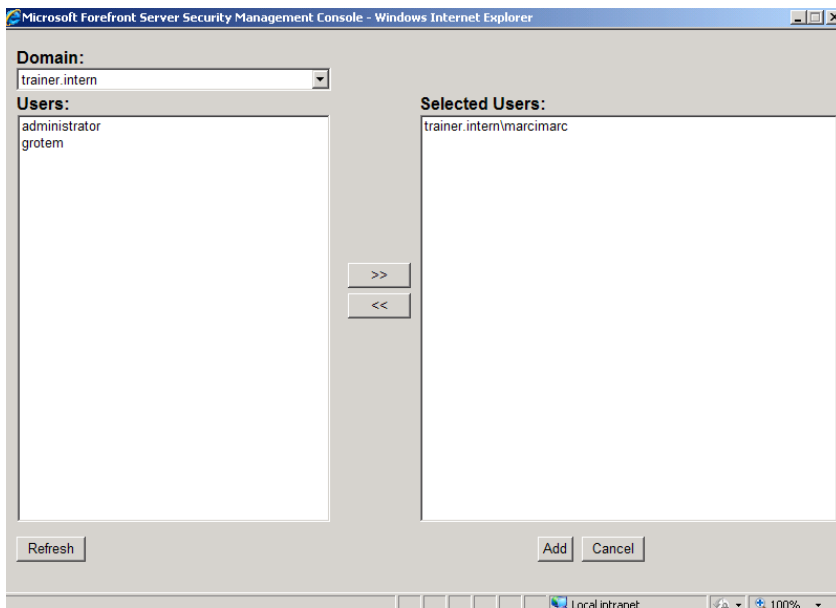 Microsoft Forefront Server Security Management Console - Windows Internet Explorer
Domain:
trainer.intern
Users:
administrator
grotem
Selected Users:
trainer.intern\marcimarc
>>
<<
Refresh
Add
Cancel
Local intranet
100%